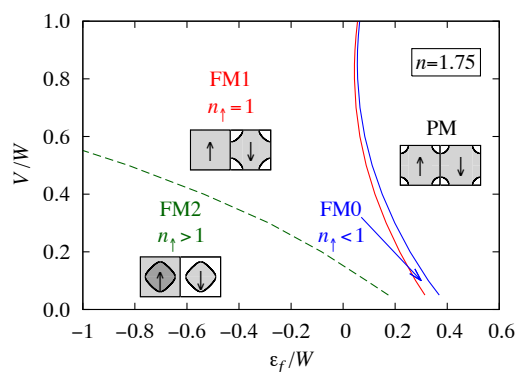 1.0
0.8
0.6
0.4
0.2
0.0
V/W
-1
-0.8
-0.6
-0.4
-0.2
0
0.2
0.4
0.6
ε_f/W
n=1.75
FM1
n↑=1
↑ ↓
PM
↑ ↓
FM2
n↑>1
↑ ↓
FM0
n↑<1